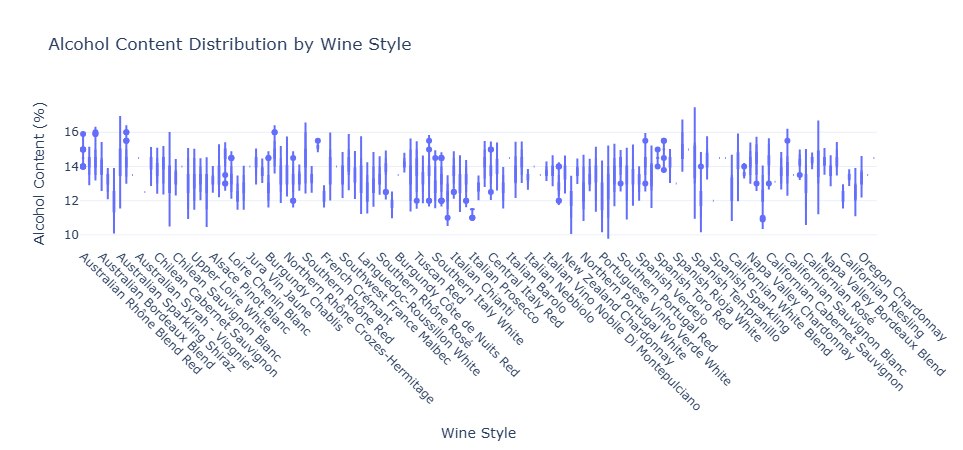 Alcohol Content Distribution by Wine Style
Alcohol Content (%)
16
14
12
10
Australian Rhône Blend Red
Australian Bordeaux Blend
Australian Sparkling Shiraz
Australian Syrah - Viognier
Chilean Cabernet Sauvignon
Chilean Sauvignon Blanc
Upper Loire White
Alsace Pinot Blanc
Loire Chenin Blanc
Jura Vin Jaune
Burgundy Chablis
Northern Rhône Crozes-Hermitage
Southern Rhône Red
French Crémant
Southwest France Malbec
Languedoc-Roussillon White
Southern Rhône Rosé
Burgundy Côte de Nuits Red
Tuscan Red
Southern Italy White
Italian Chianti
Italian Prosecco
Central Italy Red
Italian Barolo
Italian Nebbiolo
Italian Vino Nobile Di Montepulciano
New Zealand Chardonnay
Northern Portugal White
Portuguese Vinho Verde White
Southern Portugal Red
Spanish Verdejo
Spanish Toro Red
Spanish Rioja White
Spanish Tempranillo
Spanish Sparkling
Napa Valley Chardonnay
California White Blend
Californian Cabernet Sauvignon
Californian Sauvignon Blanc
Californian Rosé
Napa Valley Bordeaux Blend
Californian Riesling
Oregon Chardonnay
Wine Style